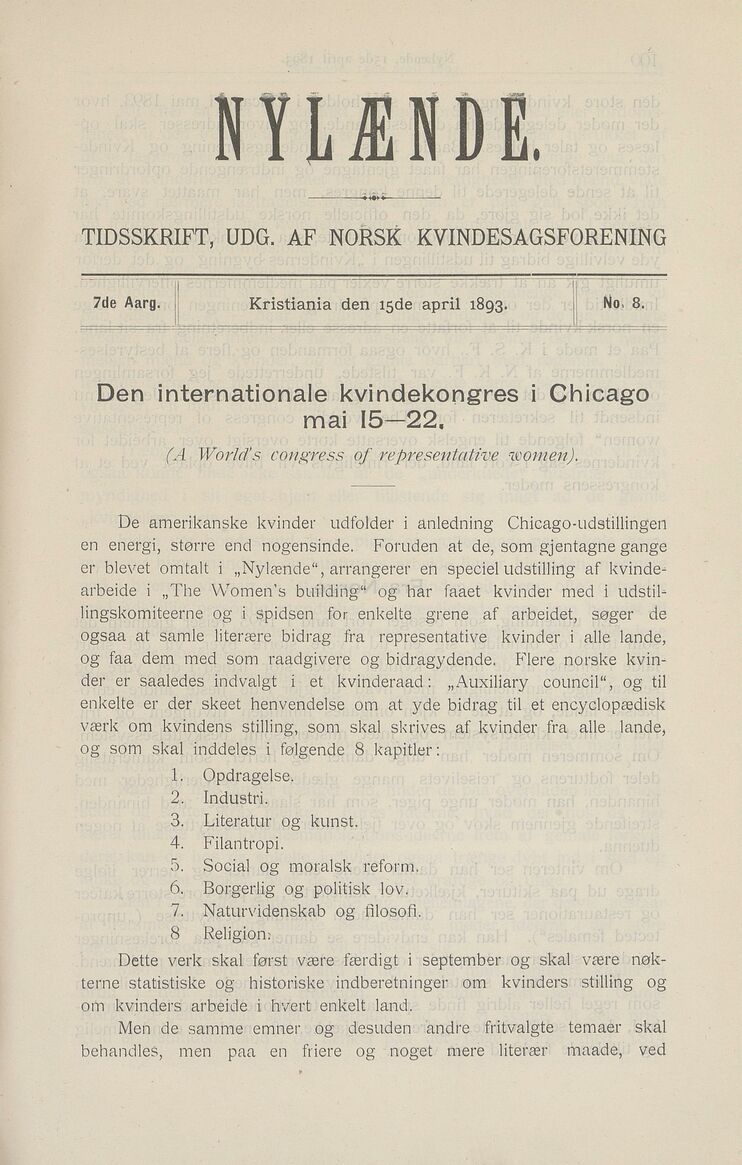 NYLÆNDE.
TIDSSKRIFT, UDG. AF NORSK KVINDESAGSFORENING
7de Aarg. Kristiania den 15de april 1893. No. 8.
Den internationale kvindekongres i Chicago
mai 15—22.
(A World's congress of representative women).
De amerikanske kvinder udfolder i anledning Chicago-udstillingen
en energi, større end nogensinde. Foruden at de, som gjentagne gange
er blevet omtalt i „Nylænde“, arrangerer en speciel udstilling af kvinde-
arbeide i „The Women's building“ og har faaet kvinder med i udstil-
lingskomiteerne og i spidsen for enkelte grene af arbeidet, søger de
ogsaa at samle literære bidrag fra representative kvinder i alle lande,
og faa dem med som raadgivere og bidragydende. Flere norske kvin-
der er saaledes indvalgt i et kvinderaad: „Auxiliary council“, og til
enkelte er der skeet henvendelse om at yde bidrag til et encyclopædisk
værk om kvindens stilling, som skal skrives af kvinder fra alle lande,
og som skal inddeles i følgende 8 kapitler:
1. Opdragelse.
2. Industri.
3. Literatur og kunst.
4. Filantropi.
5. Social og moralsk reform.
6. Borgerlig og politisk lov.
7. Naturvidenskab og filosofi.
8 Religion.
Dette verk skal først være færdigt i september og skal være nøk-
terne statistiske og historiske indberetninger om kvinders stilling og
om kvinders arbeide i hvert enkelt land.
Men de samme emner og desuden andre fritvalgte temaer skal
behandles, men paa en friere og noget mere literær maade, ved